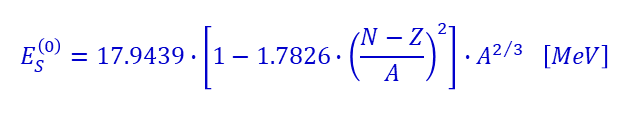 E_S^(0) = 17.9439 · [1 − 1.7826 · ((N − Z)/A)^2] · A^2/3 [MeV]